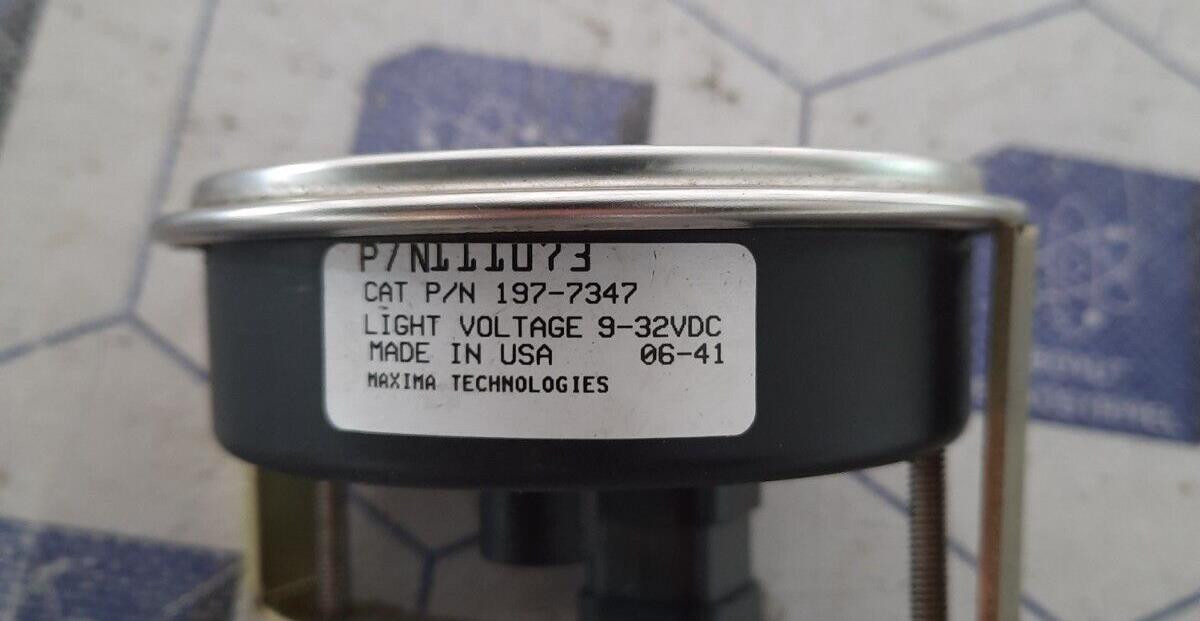 P/N111073
CAT P/N 197-7347
LIGHT VOLTAGE 9-32VDC
MADE IN USA 06-41
MAXIMA TECHNOLOGIES